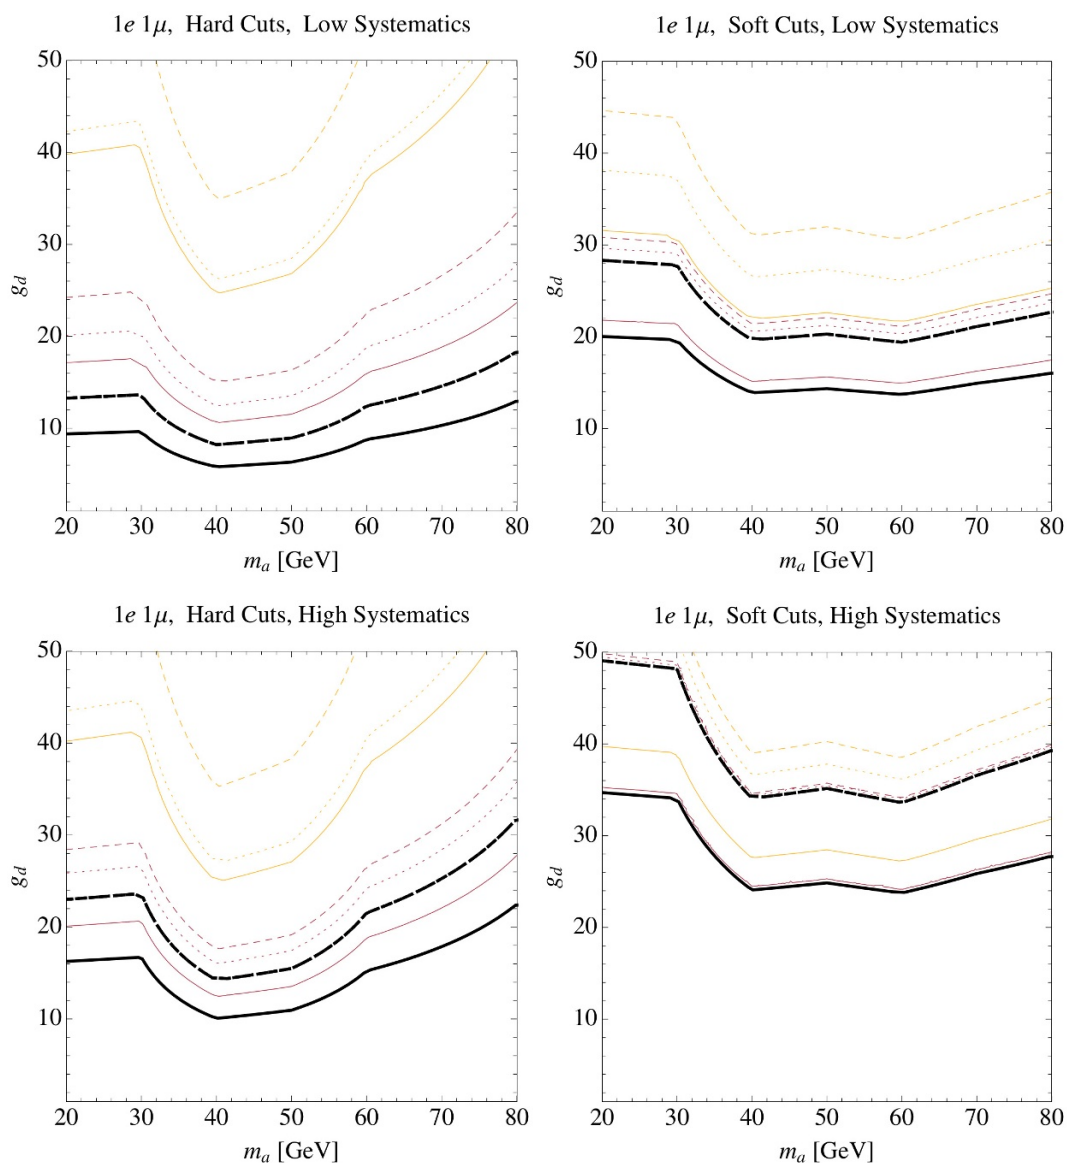 1e 1μ, Hard Cuts, Low Systematics
50
40
30
20
10
g_d
20 30 40 50 60 70 80
m_a [GeV]
1e 1μ, Soft Cuts, Low Systematics
50
40
30
20
10
g_d
20 30 40 50 60 70 80
m_a [GeV]
1e 1μ, Hard Cuts, High Systematics
50
40
30
20
10
g_d
20 30 40 50 60 70 80
m_a [GeV]
1e 1μ, Soft Cuts, High Systematics
50
40
30
20
10
g_d
20 30 40 50 60 70 80
m_a [GeV]